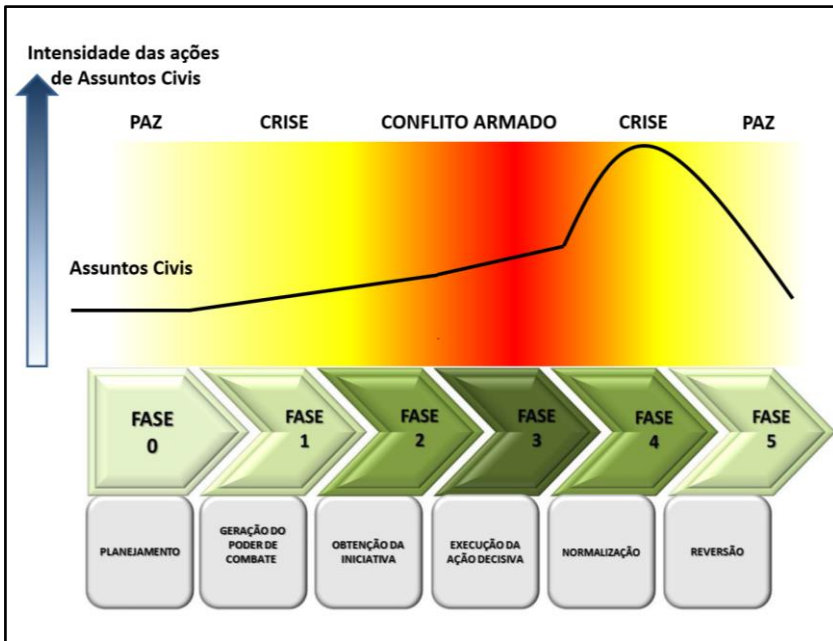 Intensidade das ações
de Assuntos Civis
PAZ CRISE CONFLITO ARMADO CRISE PAZ
Assuntos Civis
FASE
0
FASE
1
FASE
2
FASE
3
FASE
4
FASE
5
PLANEJAMENTO
GERAÇÃO DO
PODER DE
COMBATE
OBTENÇÃO DA
INICIATIVA
EXECUÇÃO DA
AÇÃO DECISIVA
NORMALIZAÇÃO
REVERSÃO